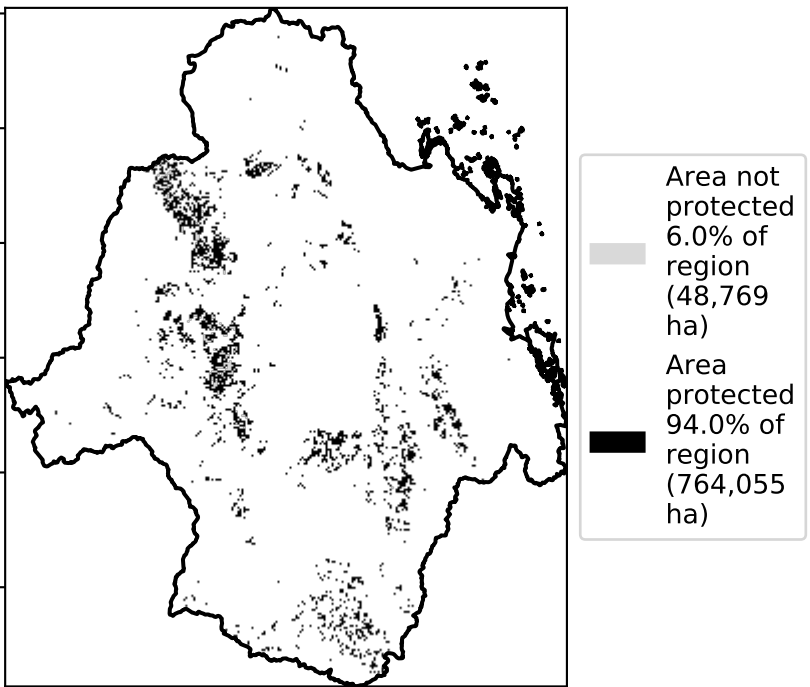 Area not
protected
6.0% of
region
(48,769
ha)
Area
protected
94.0% of
region
(764,055
ha)